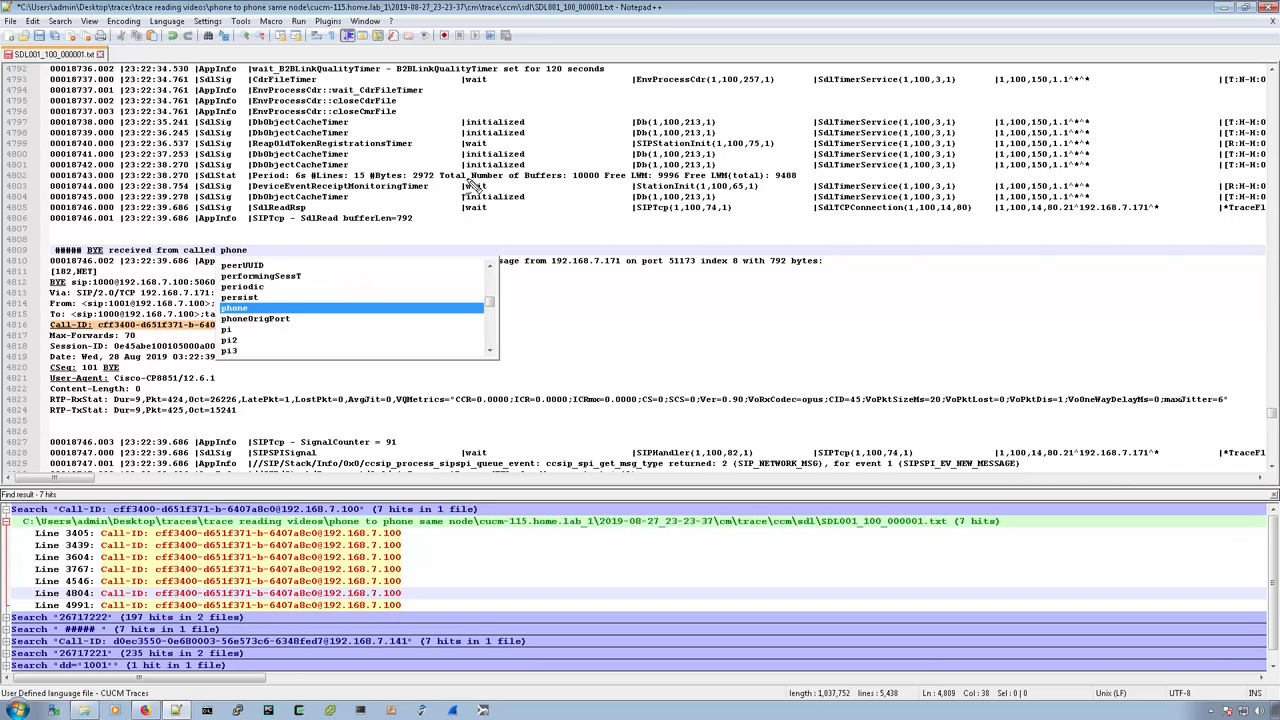 *C:\Users\admin\Desktop\traces\trace reading videos\phone to phone same node\cucm-115.home.lab_1\2019-08-27_23-23-37\cm\trace\ccm\sdl\SDL001_100_000001.txt - Notepad++
File Edit Search View Encoding Language Settings Tools Macro Run TextFX Plugins Window ? X
SDL001_100_000001.txt
4792 00018736.002 |23:22:34.530 |AppInfo |wait_B2BLinkQualityTimer - B2BLinkQualityTimer set for 120 seconds
4793 00018737.000 |23:22:34.761 |SdlSig |CdrFileTimer |wait |EnvProcessCdr(1,100,257,1) |SdlTimerService(1,100,3,1) |1,100,150,1.1^*^* |[T:N-H:0
4794 00018737.001 |23:22:34.761 |AppInfo |EnvProcessCdr::wait_CdrFileTimer
4795 00018737.002 |23:22:34.761 |AppInfo |EnvProcessCdr::closeCdrFile
4796 00018737.003 |23:22:34.761 |AppInfo |EnvProcessCdr::closeCmrFile
4797 00018738.000 |23:22:35.241 |SdlSig |DbObjectCacheTimer |initialized |Db(1,100,213,1) |SdlTimerService(1,100,3,1) |1,100,150,1.1^*^* |[T:H-H:0
4798 00018739.000 |23:22:36.245 |SdlSig |DbObjectCacheTimer |initialized |Db(1,100,213,1) |SdlTimerService(1,100,3,1) |1,100,150,1.1^*^* |[T:H-H:0
4799 00018740.000 |23:22:37.143 |SdlSig |ReapOldTokenRegistrationsTimer |wait |SIPStationInit(1,100,75,1) |SdlTimerService(1,100,3,1) |1,100,150,1.1^*^* |[T:N-H:0
4800 00018741.000 |23:22:37.253 |SdlSig |DbObjectCacheTimer |initialized |Db(1,100,213,1) |SdlTimerService(1,100,3,1) |1,100,150,1.1^*^* |[T:H-H:0
4801 00018742.000 |23:22:38.270 |SdlSig |DbObjectCacheTimer |initialized |Db(1,100,213,1) |SdlTimerService(1,100,3,1) |1,100,150,1.1^*^* |[T:H-H:0
4802 00018743.000 |23:22:38.270 |SdlStat |Period: 6s #Lines: 15 #Bytes: 2972 Total Number of Buffers: 10000 Free LWM: 9996 Free LWM(total): 9488
4803 00018744.000 |23:22:38.754 |SdlSig |DeviceEventReceiptMonitoringTimer |StationInit(1,100,65,1) |SdlTimerService(1,100,3,1) |1,100,150,1.1^*^* |[T:N-H:0
4804 00018745.000 |23:22:39.278 |SdlSig |DbObjectCacheTimer |initialized |Db(1,100,213,1) |SdlTimerService(1,100,3,1) |1,100,150,1.1^*^* |[T:H-H:0
4805 00018746.000 |23:22:39.686 |SdlSig |SdlReadRsp |wait |SIPTcp(1,100,74,1) |SdlTCPConnection(1,100,14,80) |1,100,14,80.21^192.168.7.171^* |*TraceF
4806 00018746.001 |23:22:39.686 |AppInfo |SIPTcp - SdlRead bufferLen=792
4807
4808
4809 ##### BYE received from called phone
4810 00018746.002 |23:22:39.686 |App sage from 192.168.7.171 on port 51173 index 8 with 792 bytes:
4811 [182,NET]
4812 BYE sip:1000@192.168.7.100:5060
4813 Via: SIP/2.0/TCP 192.168.7.171:
4814 From: <sip:1001@192.168.7.100>;
4815 To: <sip:1000@192.168.7.100>;ta
4816 Call-ID: cff3400-d651f371-b-640
4817 Max-Forwards: 70
4818 Session-ID: 0e45abe100105000a00
4819 Date: Wed, 28 Aug 2019 03:22:39
4820 CSeq: 101 BYE
4821 User-Agent: Cisco-CP8851/12.6.1
4822 Content-Length: 0
4823 RTP-RxStat: Dur=9,Pkt=424,Oct=26226,LatePkt=1,LostPkt=0,AvgJit=0,VQMetrics="CCR=0.0000;ICR=0.0000;ICRmx=0.0000;CS=0;SCS=0;Ver=0.90;VoRxCodec=opus;CID=45;VoPktSizeMs=20;VoPktLost=0;VoPktDis=1;VoOneWayDelayMs=0;maxJitter=6"
4824 RTP-TxStat: Dur=9,Pkt=425,Oct=15241
4825
4826
4827 00018746.003 |23:22:39.686 |AppInfo |SIPTcp - SignalCounter = 91
4828 00018747.000 |23:22:39.686 |SdlSig |SIPSPISignal |wait |SIPHandler(1,100,82,1) |SIPTcp(1,100,74,1) |1,100,14,80.21^192.168.7.171^* |*TraceFl
4829 00018747.001 |23:22:39.686 |AppInfo |//SIP/Stack/Info/0x0/ccsip_process_sipspi_queue_event: ccsip_spi_get_msg_type returned: 2 (SIP_NETWORK_MSG), for event 1 (SIPSPI_EV_NEW_MESSAGE)
peerUUID
performingSessT
periodic
persist
phone
phoneOrigPort
pi
pi2
pi3
Find result - 7 hits
Search "Call-ID: cff3400-d651f371-b-6407a8c0@192.168.7.100" (7 hits in 1 file)
C:\Users\admin\Desktop\traces\trace reading videos\phone to phone same node\cucm-115.home.lab_1\2019-08-27_23-23-37\cm\trace\ccm\sdl\SDL001_100_000001.txt (7 hits)
Line 3405: Call-ID: cff3400-d651f371-b-6407a8c0@192.168.7.100
Line 3439: Call-ID: cff3400-d651f371-b-6407a8c0@192.168.7.100
Line 3604: Call-ID: cff3400-d651f371-b-6407a8c0@192.168.7.100
Line 3767: Call-ID: cff3400-d651f371-b-6407a8c0@192.168.7.100
Line 4546: Call-ID: cff3400-d651f371-b-6407a8c0@192.168.7.100
Line 4804: Call-ID: cff3400-d651f371-b-6407a8c0@192.168.7.100
Line 4991: Call-ID: cff3400-d651f371-b-6407a8c0@192.168.7.100
Search "26717222" (197 hits in 2 files)
Search " ##### " (7 hits in 1 file)
Search "Call-ID: d0ec3550-0e680003-56e573c6-6348fed7@192.168.7.141" (7 hits in 1 file)
Search "26717221" (235 hits in 2 files)
Search "dd="1001"" (1 hit in 1 file)
User Defined language file - CUCM Traces length : 1,037,752 lines : 5,438 Ln : 4,809 Col : 38 Sel : 0 | 0 Unix (LF) UTF-8 INS